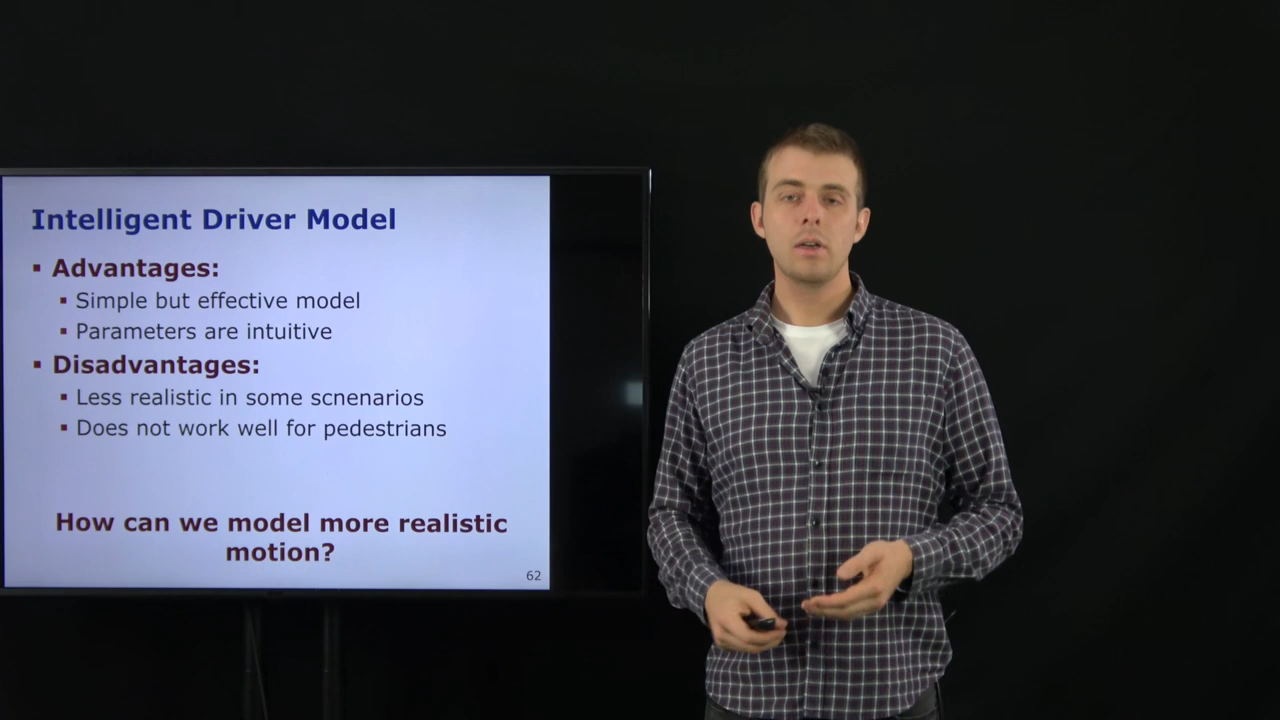 Intelligent Driver Model
▪ Advantages:
▪ Simple but effective model
▪ Parameters are intuitive
▪ Disadvantages:
▪ Less realistic in some scnenarios
▪ Does not work well for pedestrians
How can we model more realistic
motion?
62